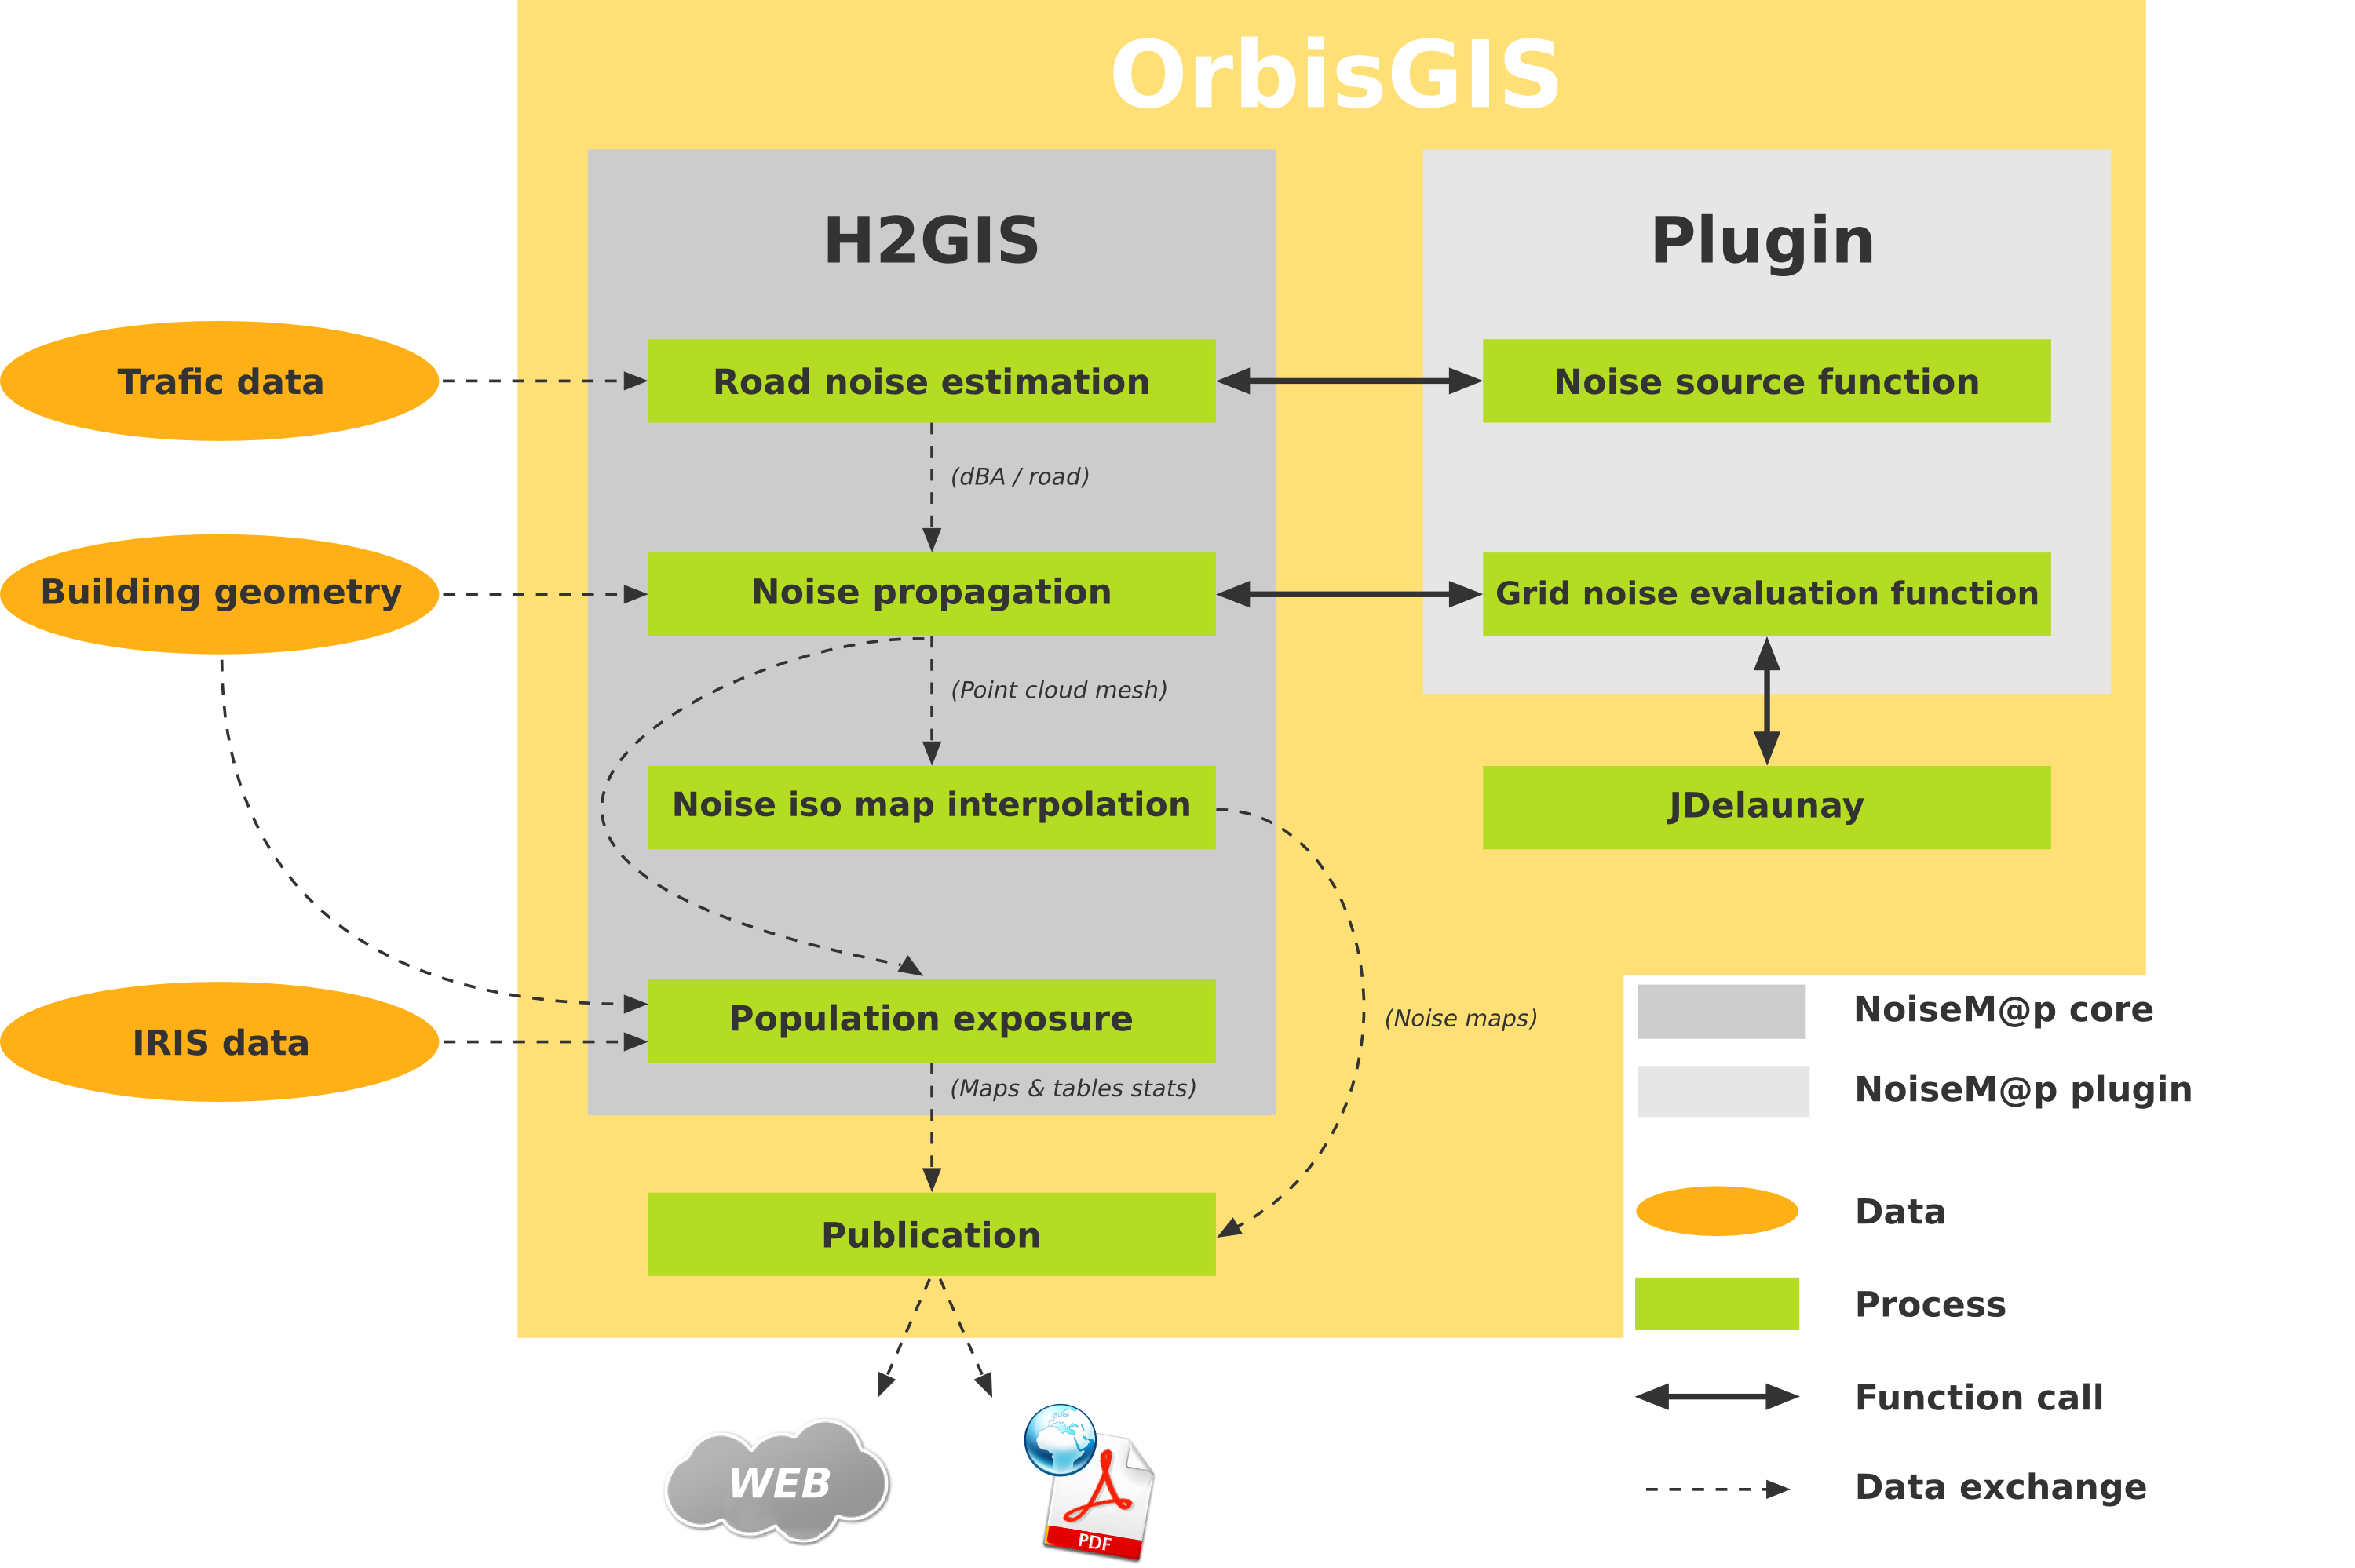 OrbisGIS
H2GIS
Plugin
Trafic data
Road noise estimation
Noise source function
(dBA / road)
Building geometry
Noise propagation
Grid noise evaluation function
(Point cloud mesh)
Noise iso map interpolation
JDelaunay
IRIS data
Population exposure
(Noise maps)
(Maps & tables stats)
Publication
NoiseM@p core
NoiseM@p plugin
Data
Process
Function call
Data exchange
WEB
PDF